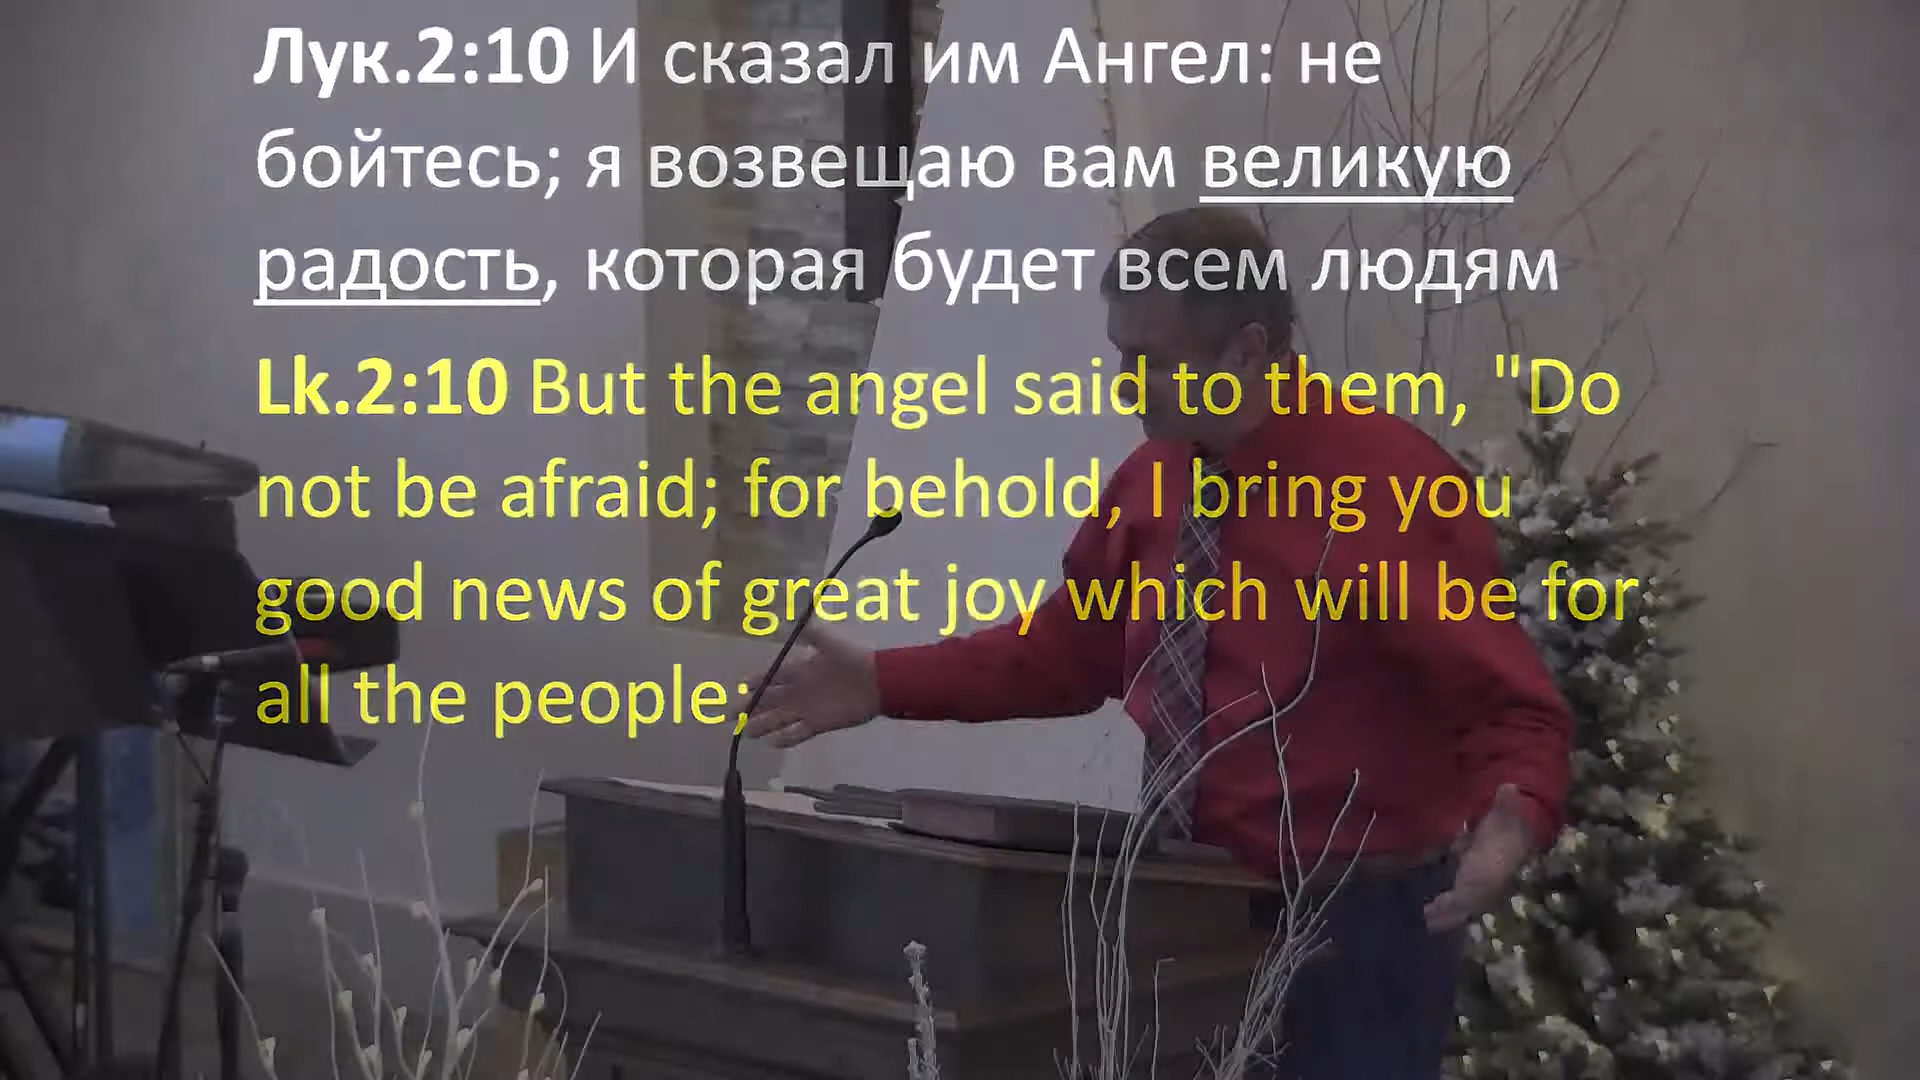 Лук.2:10 И сказал им Ангел: не
бойтесь; я возвещаю вам великую
радость, которая будет всем людям
Lk.2:10 But the angel said to them, "Do
not be afraid; for behold, I bring you
good news of great joy which will be for
all the people;